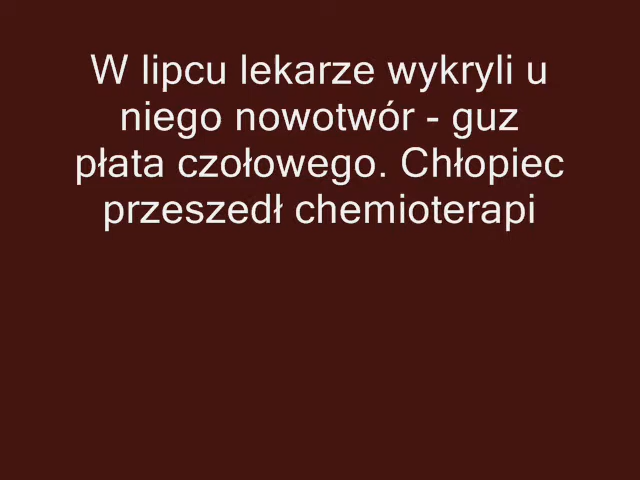 W lipcu lekarze wykryli u
niego nowotwór - guz
płata czołowego. Chłopiec
przeszedł chemioterapi